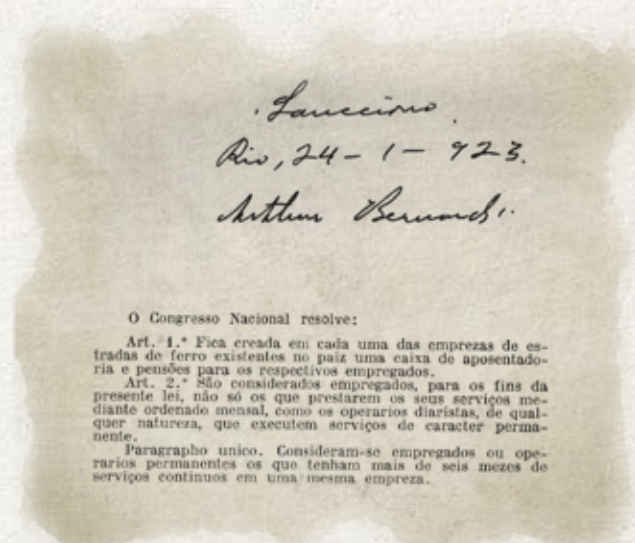 Sancciono.
Rio, 24 - 1 - 923.
Arthur Bernardes.
O Congresso Nacional resolve:
Art. 1.º Fica creada em cada uma das emprezas de es-
tradas de ferro existentes no paiz uma caixa de aposentado-
ria e pensões para os respectivos empregados.
Art. 2.º São considerados empregados, para os fins da
presente lei, não só os que prestarem os seus serviços me-
diante ordenado mensal, como os operarios diaristas, de qual-
quer natureza, que executem serviços de caracter perma-
nente.
Paragrapho unico. Consideram-se empregados ou ope-
rarios permanentes os que tenham mais de seis mezes de
serviços continuos em uma mesma empreza.